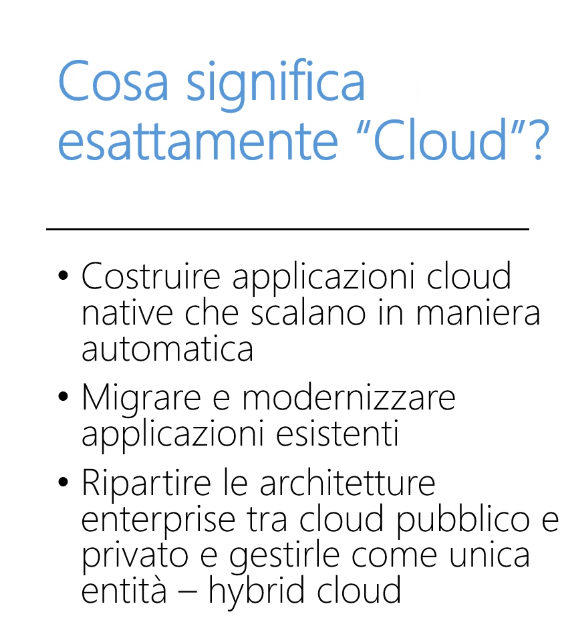 Cosa significa
esattamente “Cloud”?
• Costruire applicazioni cloud
native che scalano in maniera
automatica
• Migrare e modernizzare
applicazioni esistenti
• Ripartire le architetture
enterprise tra cloud pubblico e
privato e gestirle come unica
entità – hybrid cloud